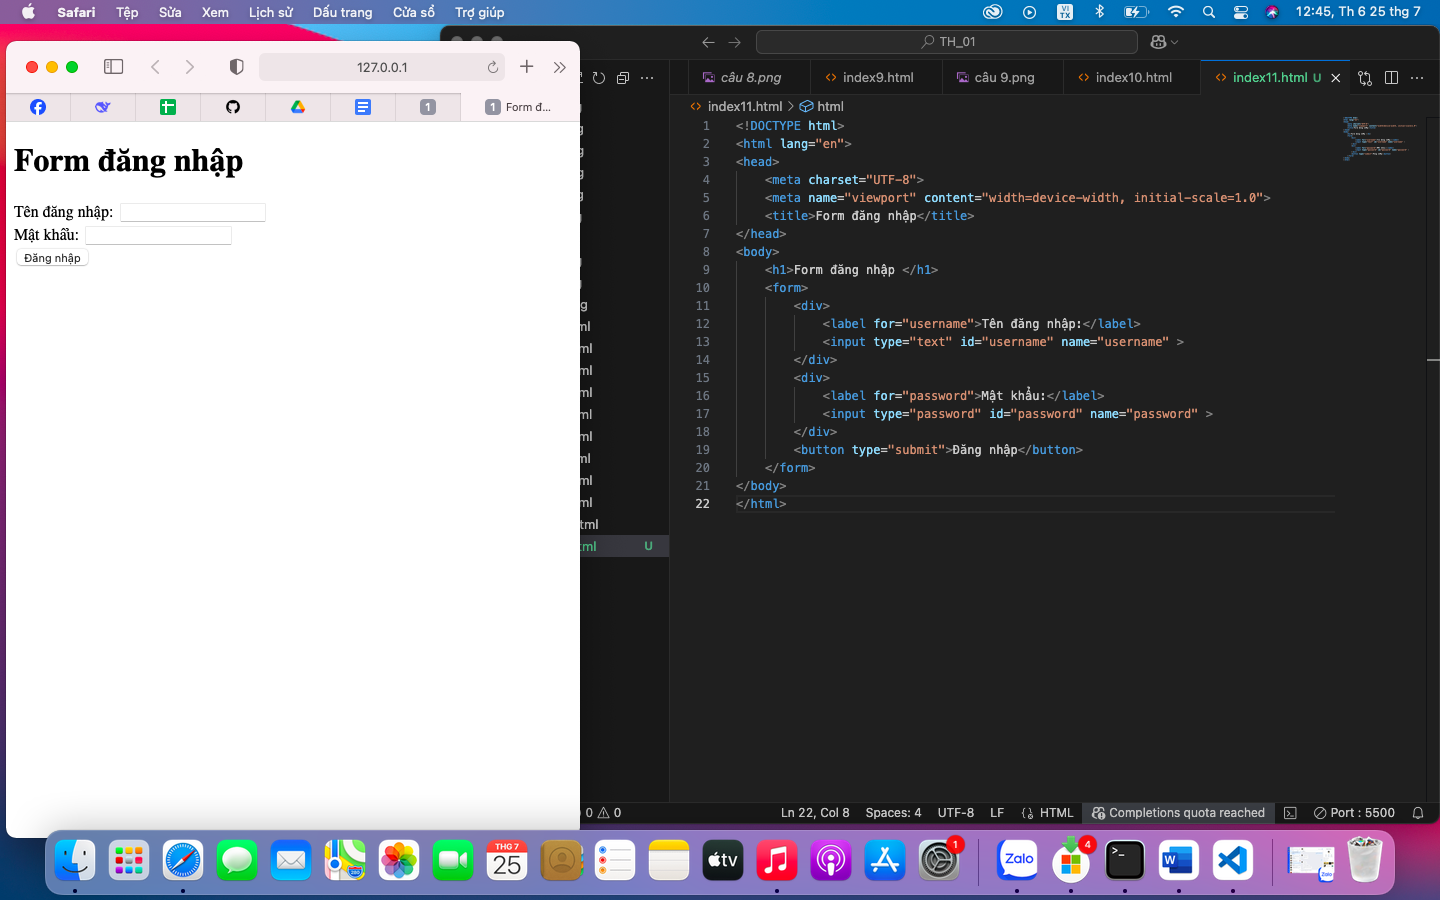 Safari Tệp Sửa Xem Lịch sử Dấu trang Cửa sổ Trợ giúp
VI TX
12:45, Th 6 25 thg 7
127.0.0.1
1
1 Form đ...
Form đăng nhập
Tên đăng nhập:
Mật khẩu:
Đăng nhập
TH_01
câu 8.png
index9.html
câu 9.png
index10.html
index11.html U
index11.html > html
1 <!DOCTYPE html>
2 <html lang="en">
3 <head>
4 <meta charset="UTF-8">
5 <meta name="viewport" content="width=device-width, initial-scale=1.0">
6 <title>Form đăng nhập</title>
7 </head>
8 <body>
9 <h1>Form đăng nhập </h1>
10 <form>
11 <div>
12 <label for="username">Tên đăng nhập:</label>
13 <input type="text" id="username" name="username" >
14 </div>
15 <div>
16 <label for="password">Mật khẩu:</label>
17 <input type="password" id="password" name="password" >
18 </div>
19 <button type="submit">Đăng nhập</button>
20 </form>
21 </body>
22 </html>
U
0 0
Ln 22, Col 8
Spaces: 4
UTF-8
LF
HTML
Completions quota reached
Port : 5500
THG 7
25
tv
1
Zalo
4